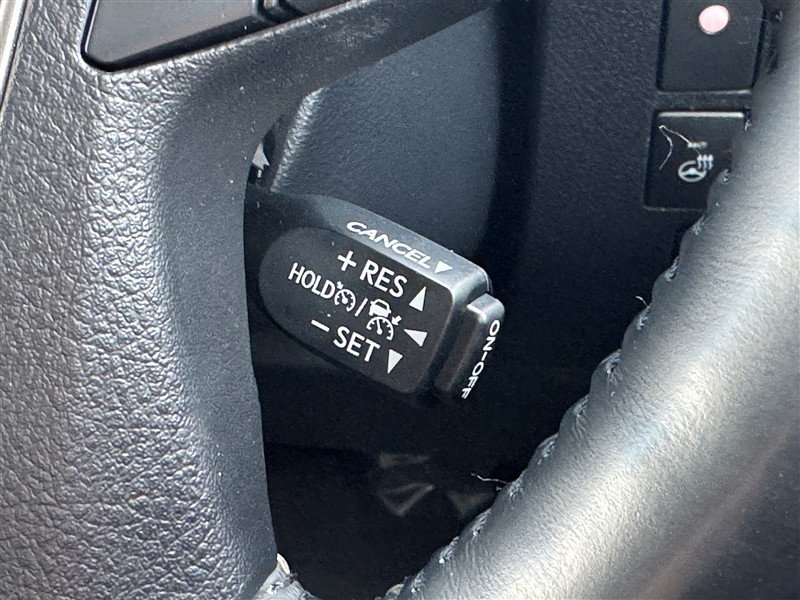 CANCEL
+ RES
HOLD /
- SET
ON-OFF